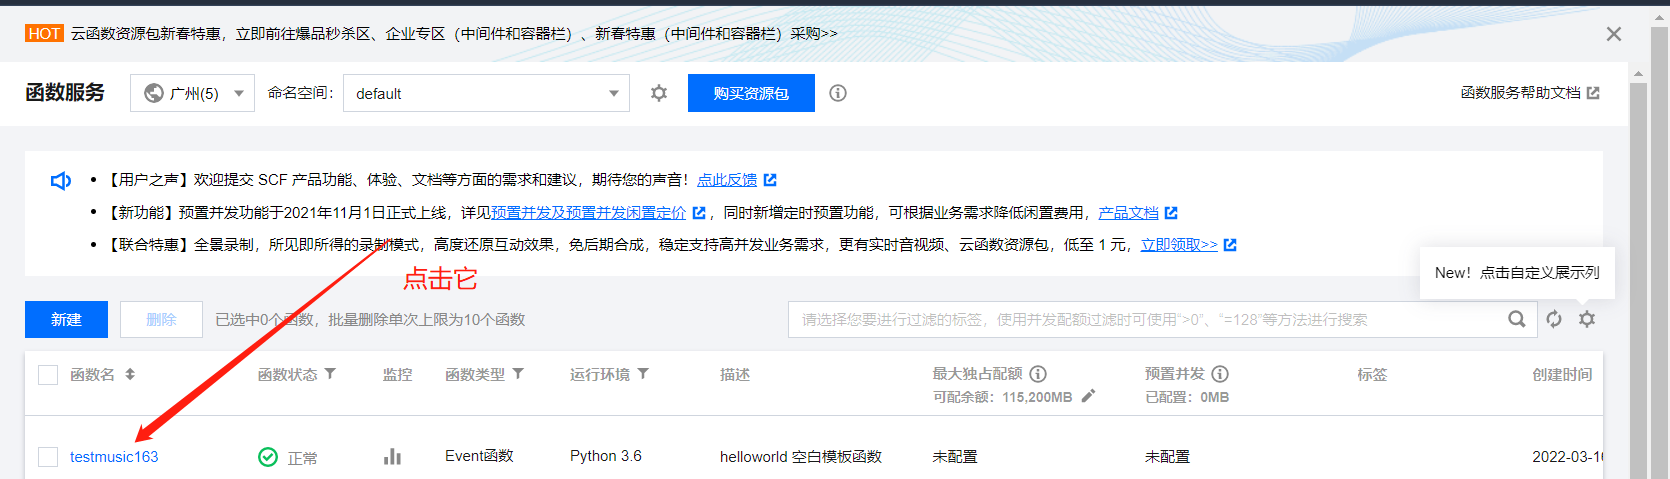 HOT 云函数资源包新春特惠，立即前往爆品秒杀区、企业专区（中间件和容器栏）、新春特惠（中间件和容器栏）采购>>
函数服务 广州(5) 命名空间： default 购买资源包 函数服务帮助文档
【用户之声】欢迎提交 SCF 产品功能、体验、文档等方面的需求和建议，期待您的声音！点此反馈
【新功能】预置并发功能于2021年11月1日正式上线，详见预置并发及预置并发闲置定价，同时新增定时预置功能，可根据业务需求降低闲置费用，产品文档
【联合特惠】全景录制，所见即所得的录制模式，高度还原互动效果，免后期合成，稳定支持高并发业务需求，更有实时音视频、云函数资源包，低至 1 元，立即领取>>
点击它
New！点击自定义展示列
新建 删除 已选中0个函数，批量删除单次上限为10个函数 请选择您要进行过滤的标签，使用并发配额过滤时可使用“>0”、“=128”等方法进行搜索
函数名 函数状态 监控 函数类型 运行环境 描述 最大独占配额 预置并发 标签 创建时间
可配余额：115,200MB 已配置：0MB
testmusic163 正常 Event函数 Python 3.6 helloworld 空白模板函数 未配置 未配置 2022-03-1